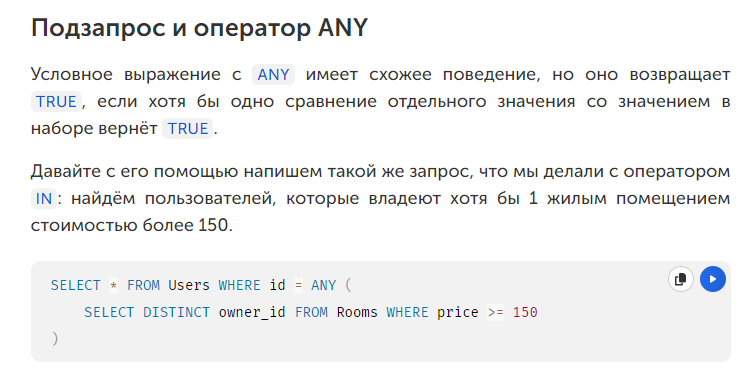 Подзапрос и оператор ANY
Условное выражение с ANY имеет схожее поведение, но оно возвращает
TRUE, если хотя бы одно сравнение отдельного значения со значением в
наборе вернёт TRUE.
Давайте с его помощью напишем такой же запрос, что мы делали с оператором
IN: найдём пользователей, которые владеют хотя бы 1 жилым помещением
стоимостью более 150.
SELECT * FROM Users WHERE id = ANY (
    SELECT DISTINCT owner_id FROM Rooms WHERE price >= 150
)